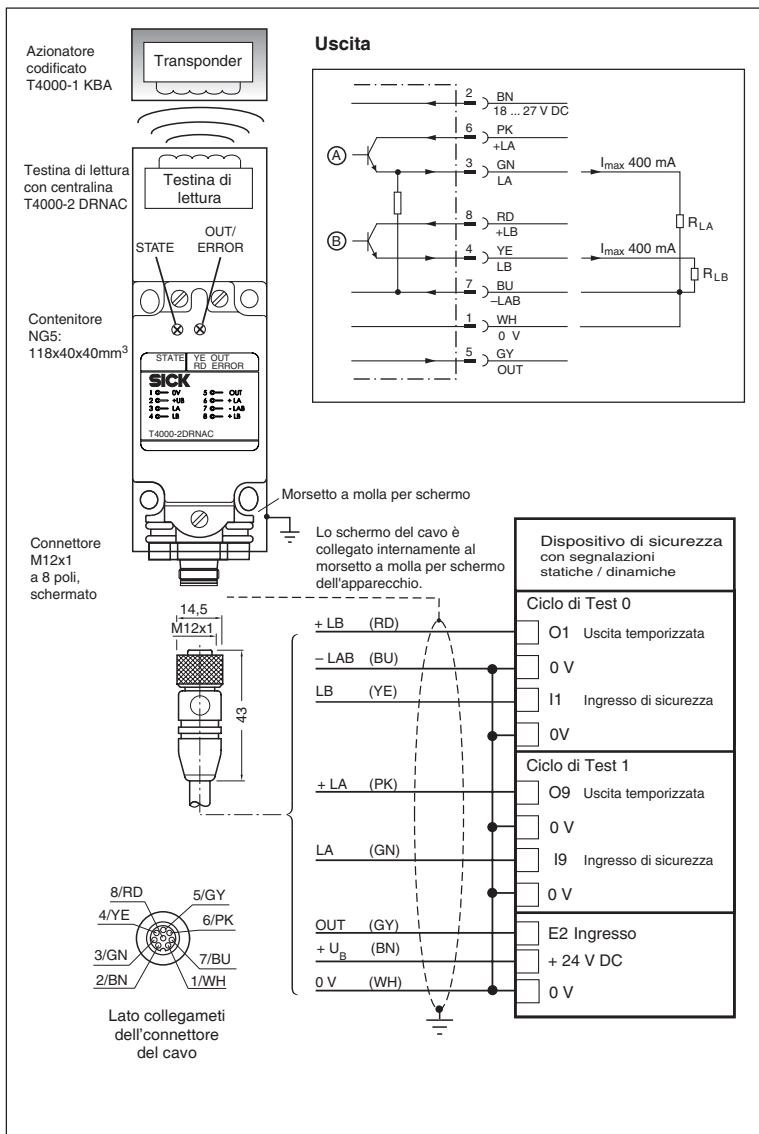 Azionatore
codificato
T4000-1 KBA
Transponder
Testina di lettura
con centralina
T4000-2 DRNAC
Testina di
lettura
STATE
OUT/
ERROR
Contenitore
NG5:
118x40x40mm³
STATE YE OUT
RD ERROR
SICK
1 0V 5 OUT
2 +UB 6 +LA
3 LA 7 -LAB
4 LB 8 +LB
T4000-2DRNAC
Morsetto a molla per schermo
Connettore
M12x1
a 8 poli,
schermato
Uscita
2 BN
18 ... 27 V DC
A
6 PK
+LA
3 GN
LA
Imax 400 mA
RLA
B
8 RD
+LB
4 YE
LB
Imax 400 mA
RLB
7 BU
–LAB
1 WH
0 V
5 GY
OUT
Lo schermo del cavo è
collegato internamente al
morsetto a molla per schermo
dell'apparecchio.
14,5
M12x1
43
+ LB (RD)
– LAB (BU)
LB (YE)
+ LA (PK)
LA (GN)
OUT (GY)
+ UB (BN)
0 V (WH)
Dispositivo di sicurezza
con segnalazioni
statiche / dinamiche
Ciclo di Test 0
O1 Uscita temporizzata
0 V
I1 Ingresso di sicurezza
0V
Ciclo di Test 1
O9 Uscita temporizzata
0 V
I9 Ingresso di sicurezza
0 V
E2 Ingresso
+ 24 V DC
0 V
8/RD 5/GY
4/YE 6/PK
3/GN 7/BU
2/BN 1/WH
Lato collegameti
dell'connettore
del cavo